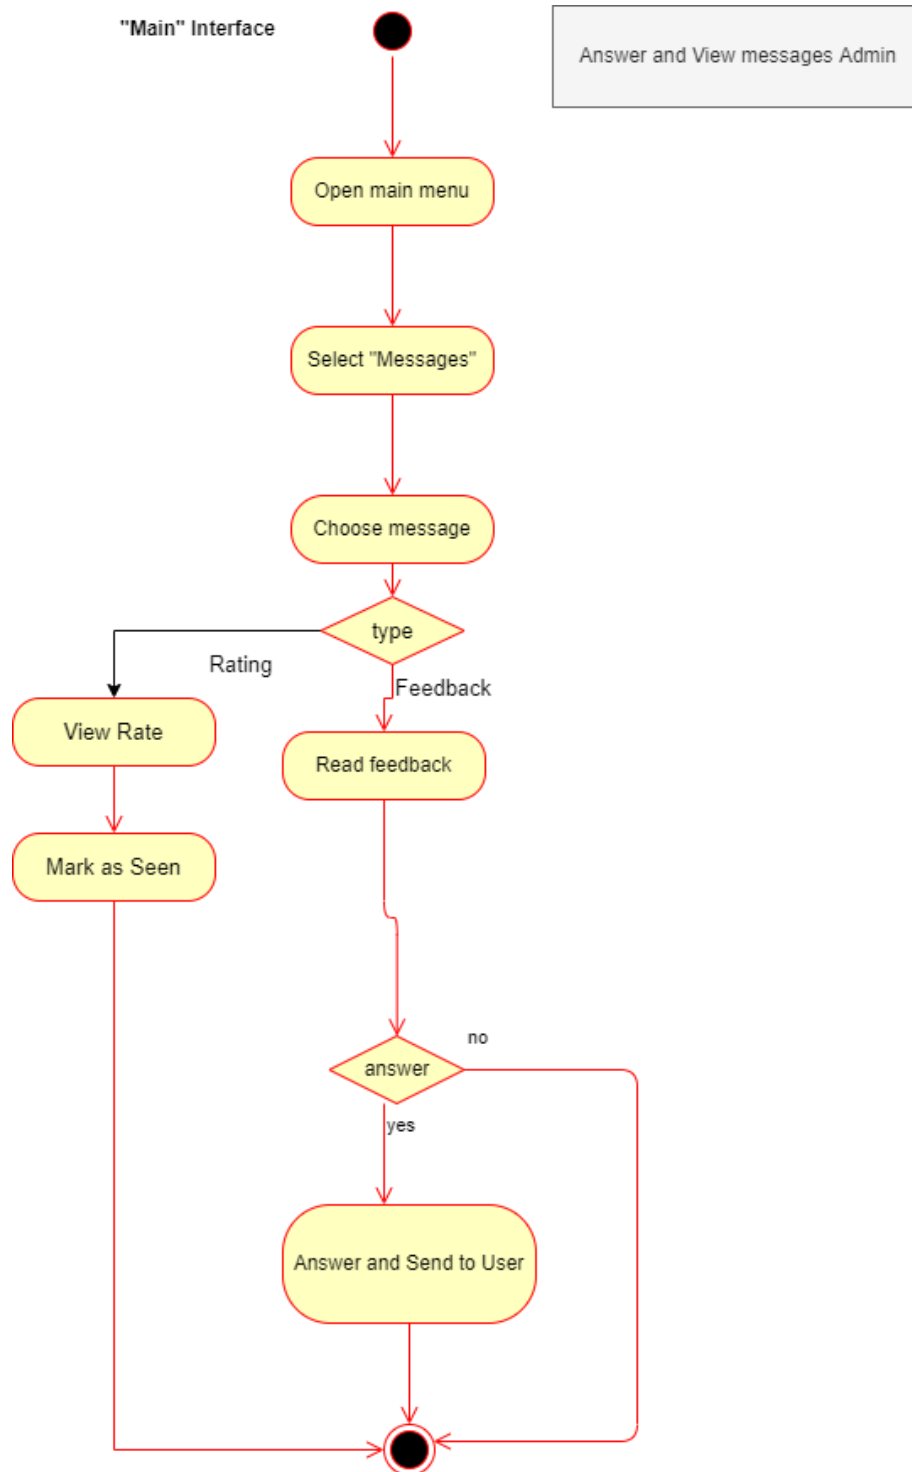 "Main" Interface
Answer and View messages Admin
Open main menu
Select "Messages"
Choose message
type
Rating
Feedback
View Rate
Read feedback
Mark as Seen
no
answer
yes
Answer and Send to User